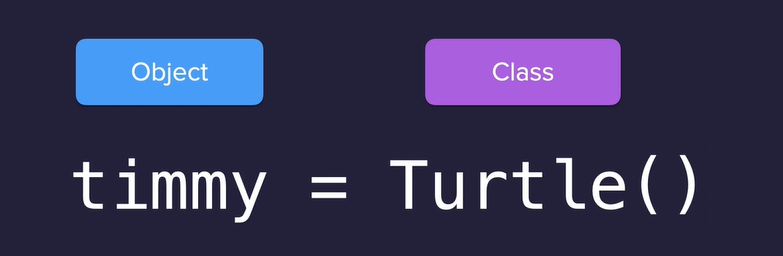 Object Class
timmy = Turtle()